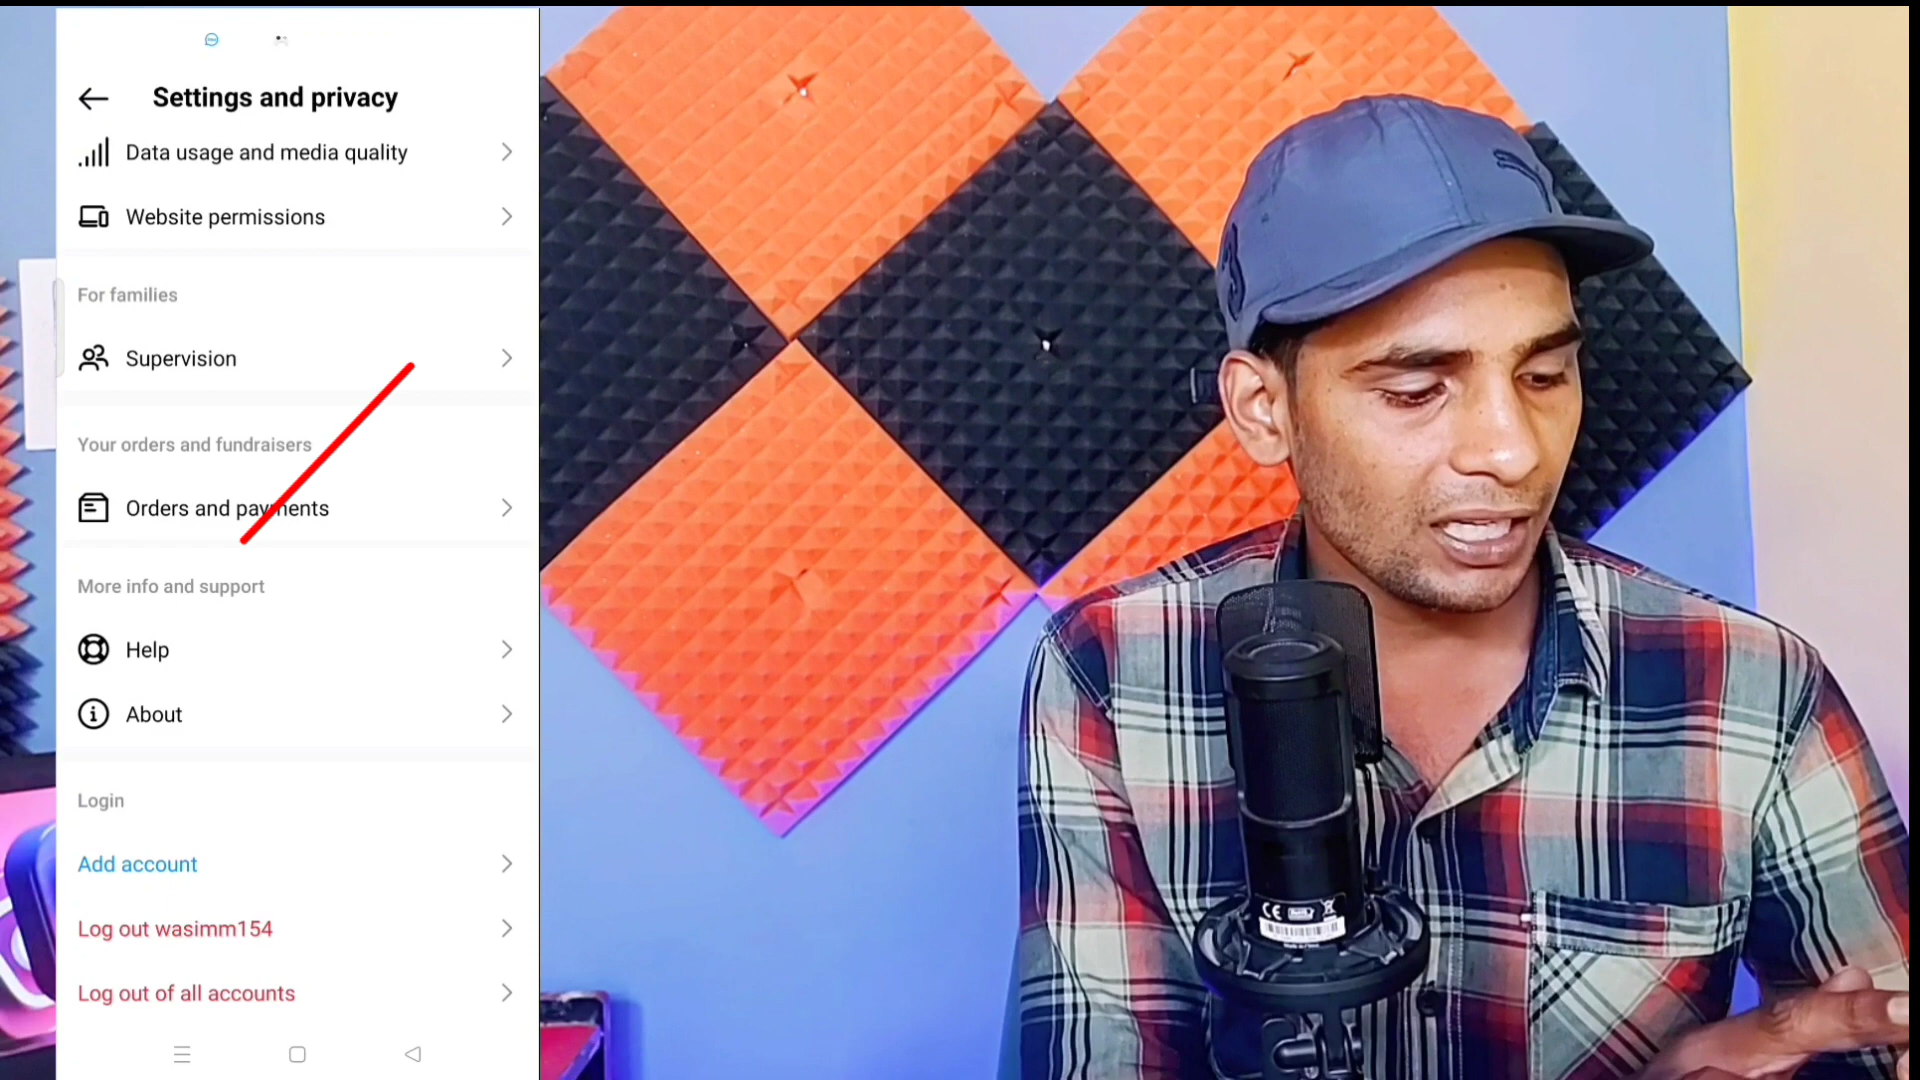 Settings and privacy
Data usage and media quality
Website permissions
For families
Supervision
Your orders and fundraisers
Orders and payments
More info and support
Help
About
Login
Add account
Log out wasimm154
Log out of all accounts
CE